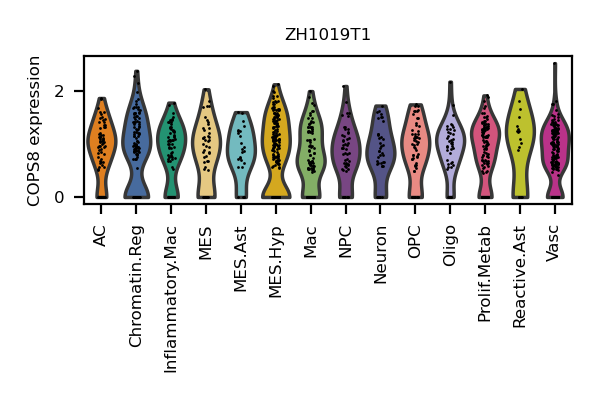 ZH1019T1
COPS8 expression
2
0
AC
Chromatin.Reg
Inflammatory.Mac
MES
MES.Ast
MES.Hyp
Mac
NPC
Neuron
OPC
Oligo
Prolif.Metab
Reactive.Ast
Vasc